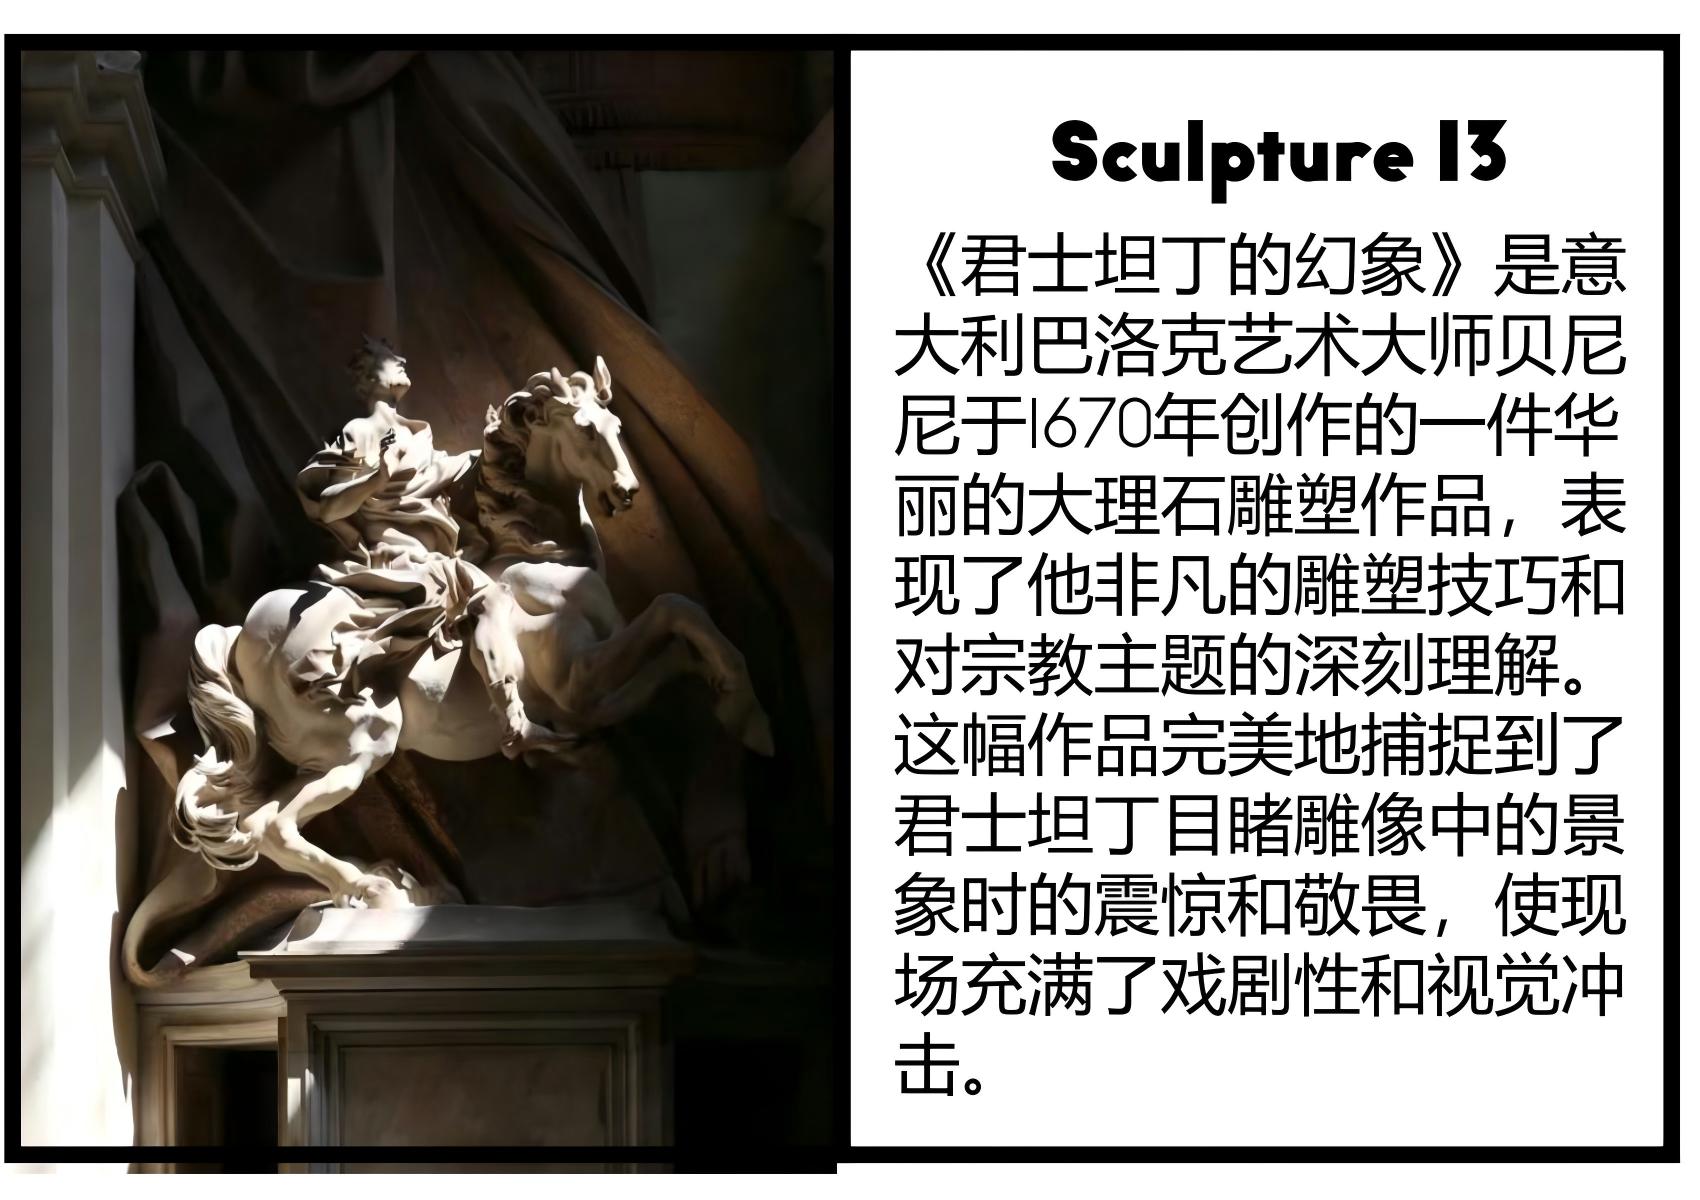 Sculpture 13
《君士坦丁的幻象》是意
大利巴洛克艺术大师贝尼
尼于1670年创作的一件华
丽的大理石雕塑作品，表
现了他非凡的雕塑技巧和
对宗教主题的深刻理解。
这幅作品完美地捕捉到了
君士坦丁目睹雕像中的景
象时的震惊和敬畏，使现
场充满了戏剧性和视觉冲
击。